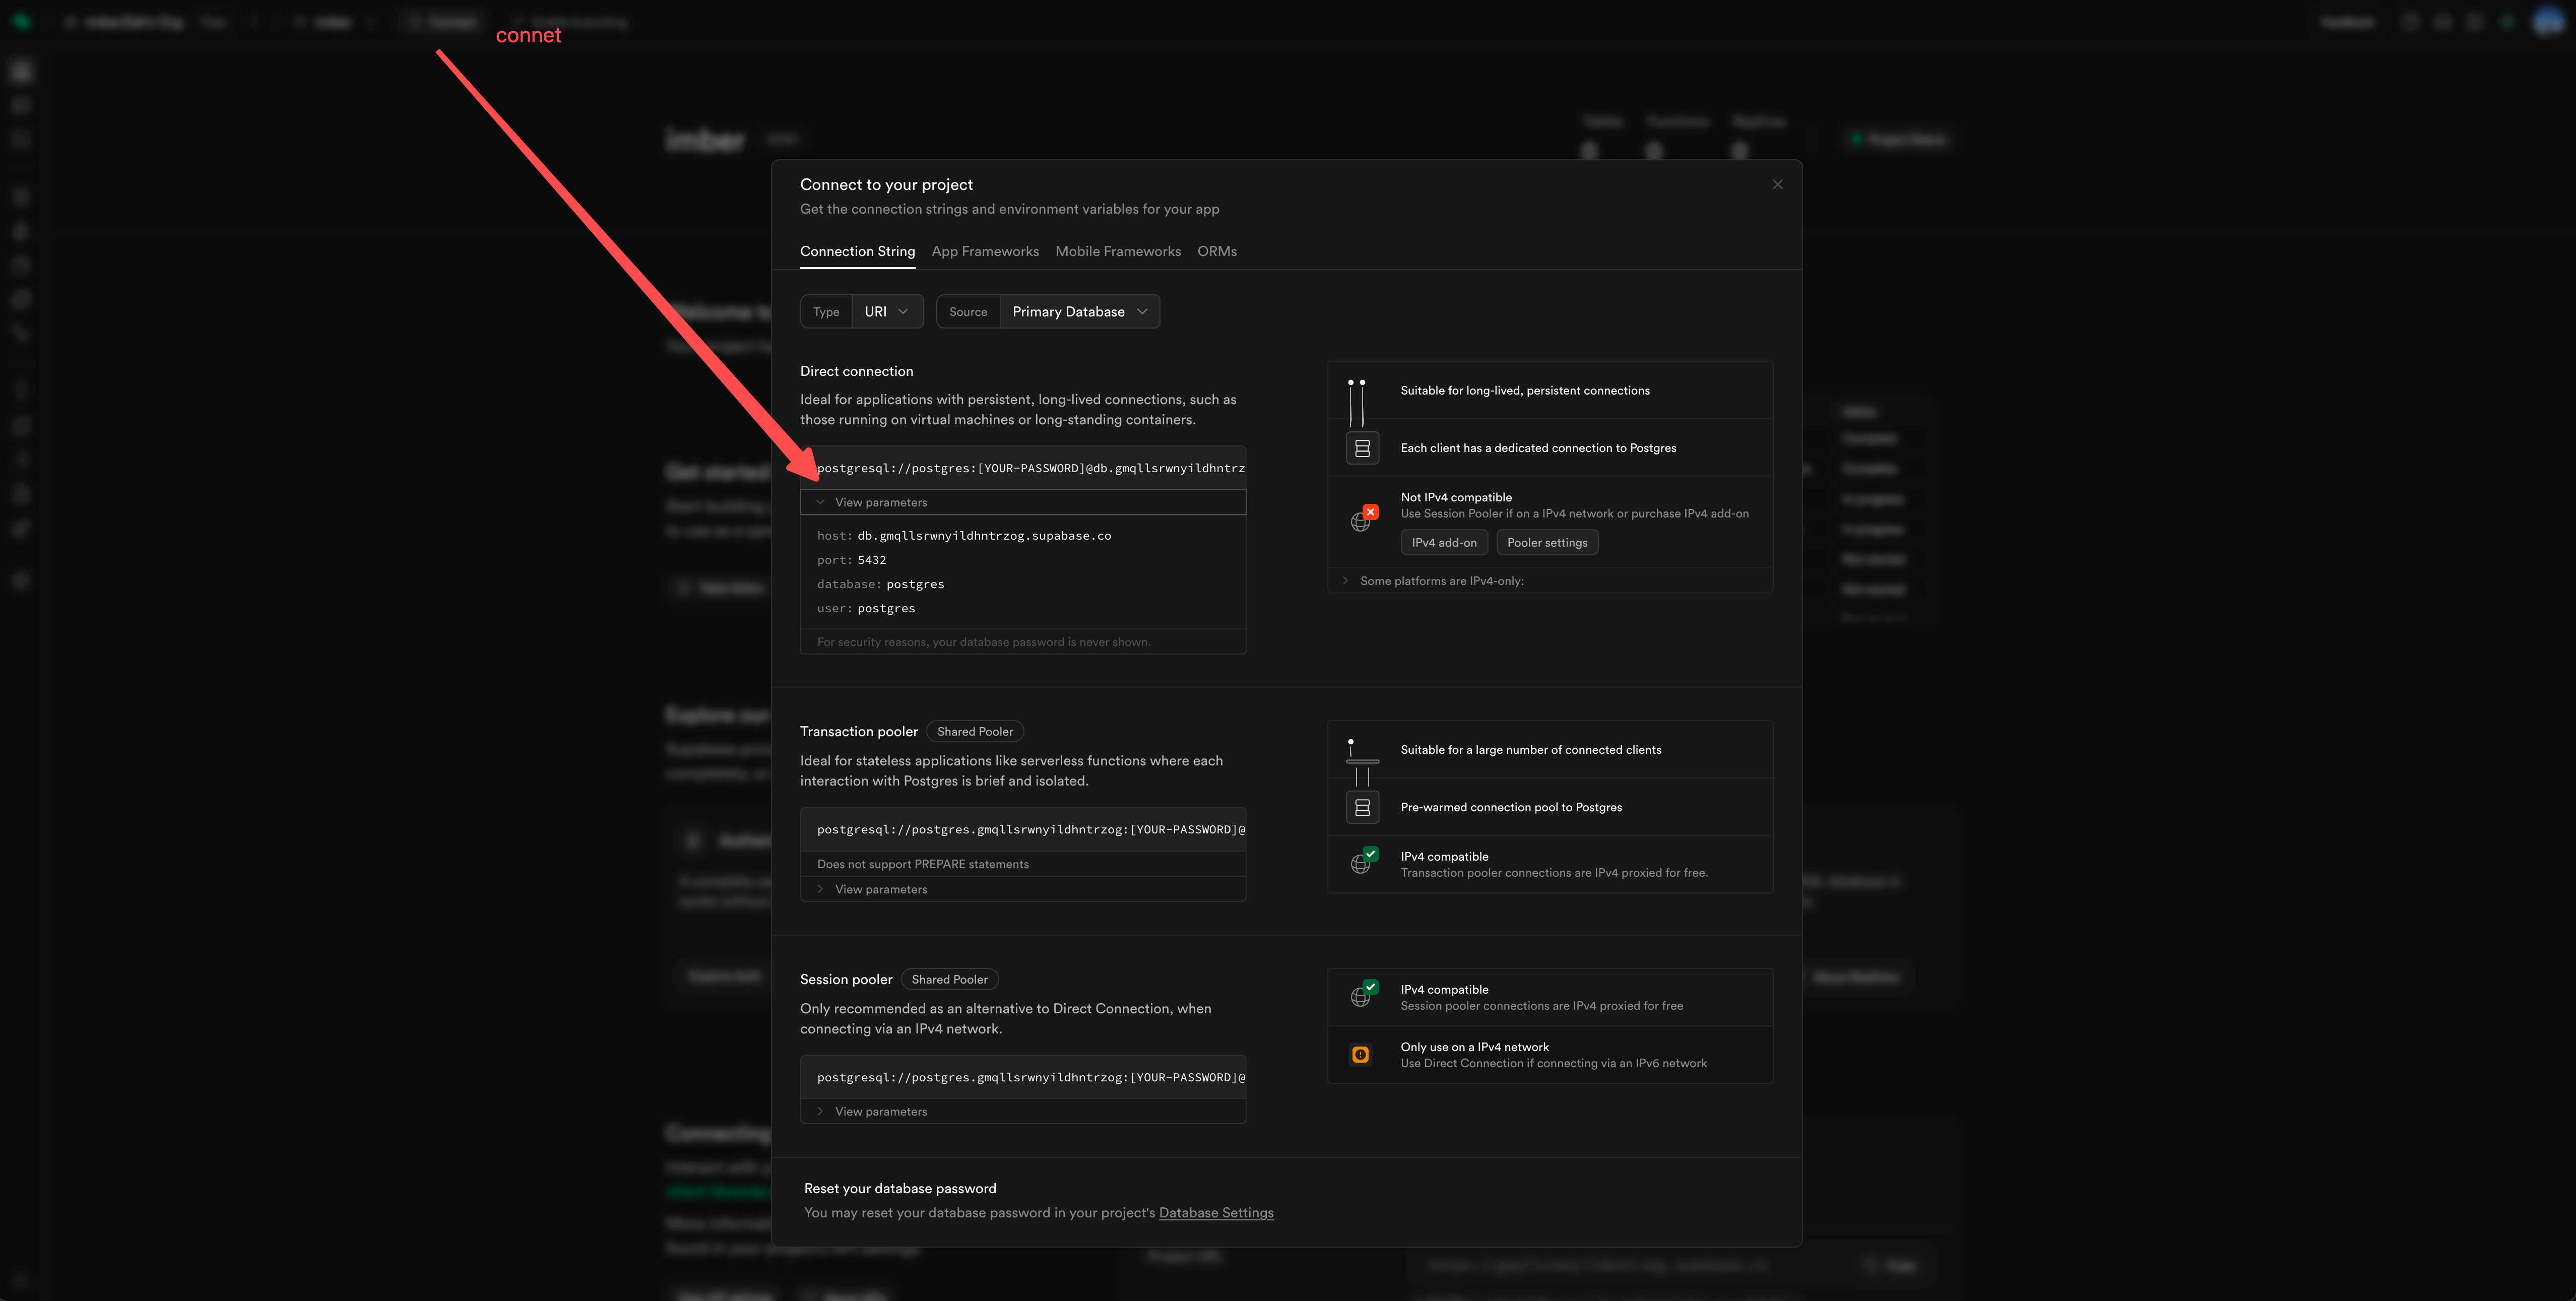 connet
imber
Connect to your project
Get the connection strings and environment variables for your app
Connection String App Frameworks Mobile Frameworks ORMs
Type URI Source Primary Database
Direct connection
Ideal for applications with persistent, long-lived connections, such as
those running on virtual machines or long-standing containers.
postgresql://postgres:[YOUR-PASSWORD]@db.gmqllsrwnyildhntrz
View parameters
host: db.gmqllsrwnyildhntrzog.supabase.co
port: 5432
database: postgres
user: postgres
For security reasons, your database password is never shown.
Suitable for long-lived, persistent connections
Each client has a dedicated connection to Postgres
Not IPv4 compatible
Use Session Pooler if on a IPv4 network or purchase IPv4 add-on
IPv4 add-on Pooler settings
Some platforms are IPv4-only:
Transaction pooler Shared Pooler
Ideal for stateless applications like serverless functions where each
interaction with Postgres is brief and isolated.
postgresql://postgres.gmqllsrwnyildhntrzog:[YOUR-PASSWORD]@
Does not support PREPARE statements
View parameters
Suitable for a large number of connected clients
Pre-warmed connection pool to Postgres
IPv4 compatible
Transaction pooler connections are IPv4 proxied for free.
Session pooler Shared Pooler
Only recommended as an alternative to Direct Connection, when
connecting via an IPv4 network.
postgresql://postgres.gmqllsrwnyildhntrzog:[YOUR-PASSWORD]@
View parameters
IPv4 compatible
Session pooler connections are IPv4 proxied for free
Only use on a IPv4 network
Use Direct Connection if connecting via an IPv6 network
Reset your database password
You may reset your database password in your project's Database Settings